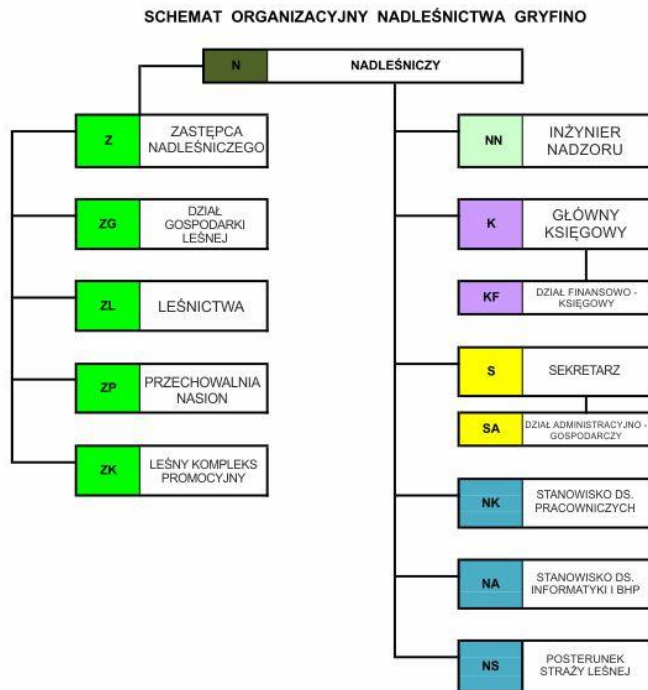 SCHEMAT ORGANIZACYJNY NADLEŚNICTWA GRYFINO
N NADLEŚNICZY
Z ZASTĘPCA
NADLEŚNICZEGO
ZG DZIAŁ
GOSPODARKI
LEŚNEJ
ZL LEŚNICTWA
ZP PRZECHOWALNIA
NASION
ZK LEŚNY KOMPLEKS
PROMOCYJNY
NN INŻYNIER
NADZORU
K GŁÓWNY
KSIĘGOWY
KF DZIAŁ FINANSOWO -
KSIĘGOWY
S SEKRETARZ
SA DZIAŁ ADMINISTRACYJNO -
GOSPODARCZY
NK STANOWISKO DS.
PRACOWNICZYCH
NA STANOWISKO DS.
INFORMATYKI I BHP
NS POSTERUNEK
STRAŻY LEŚNEJ